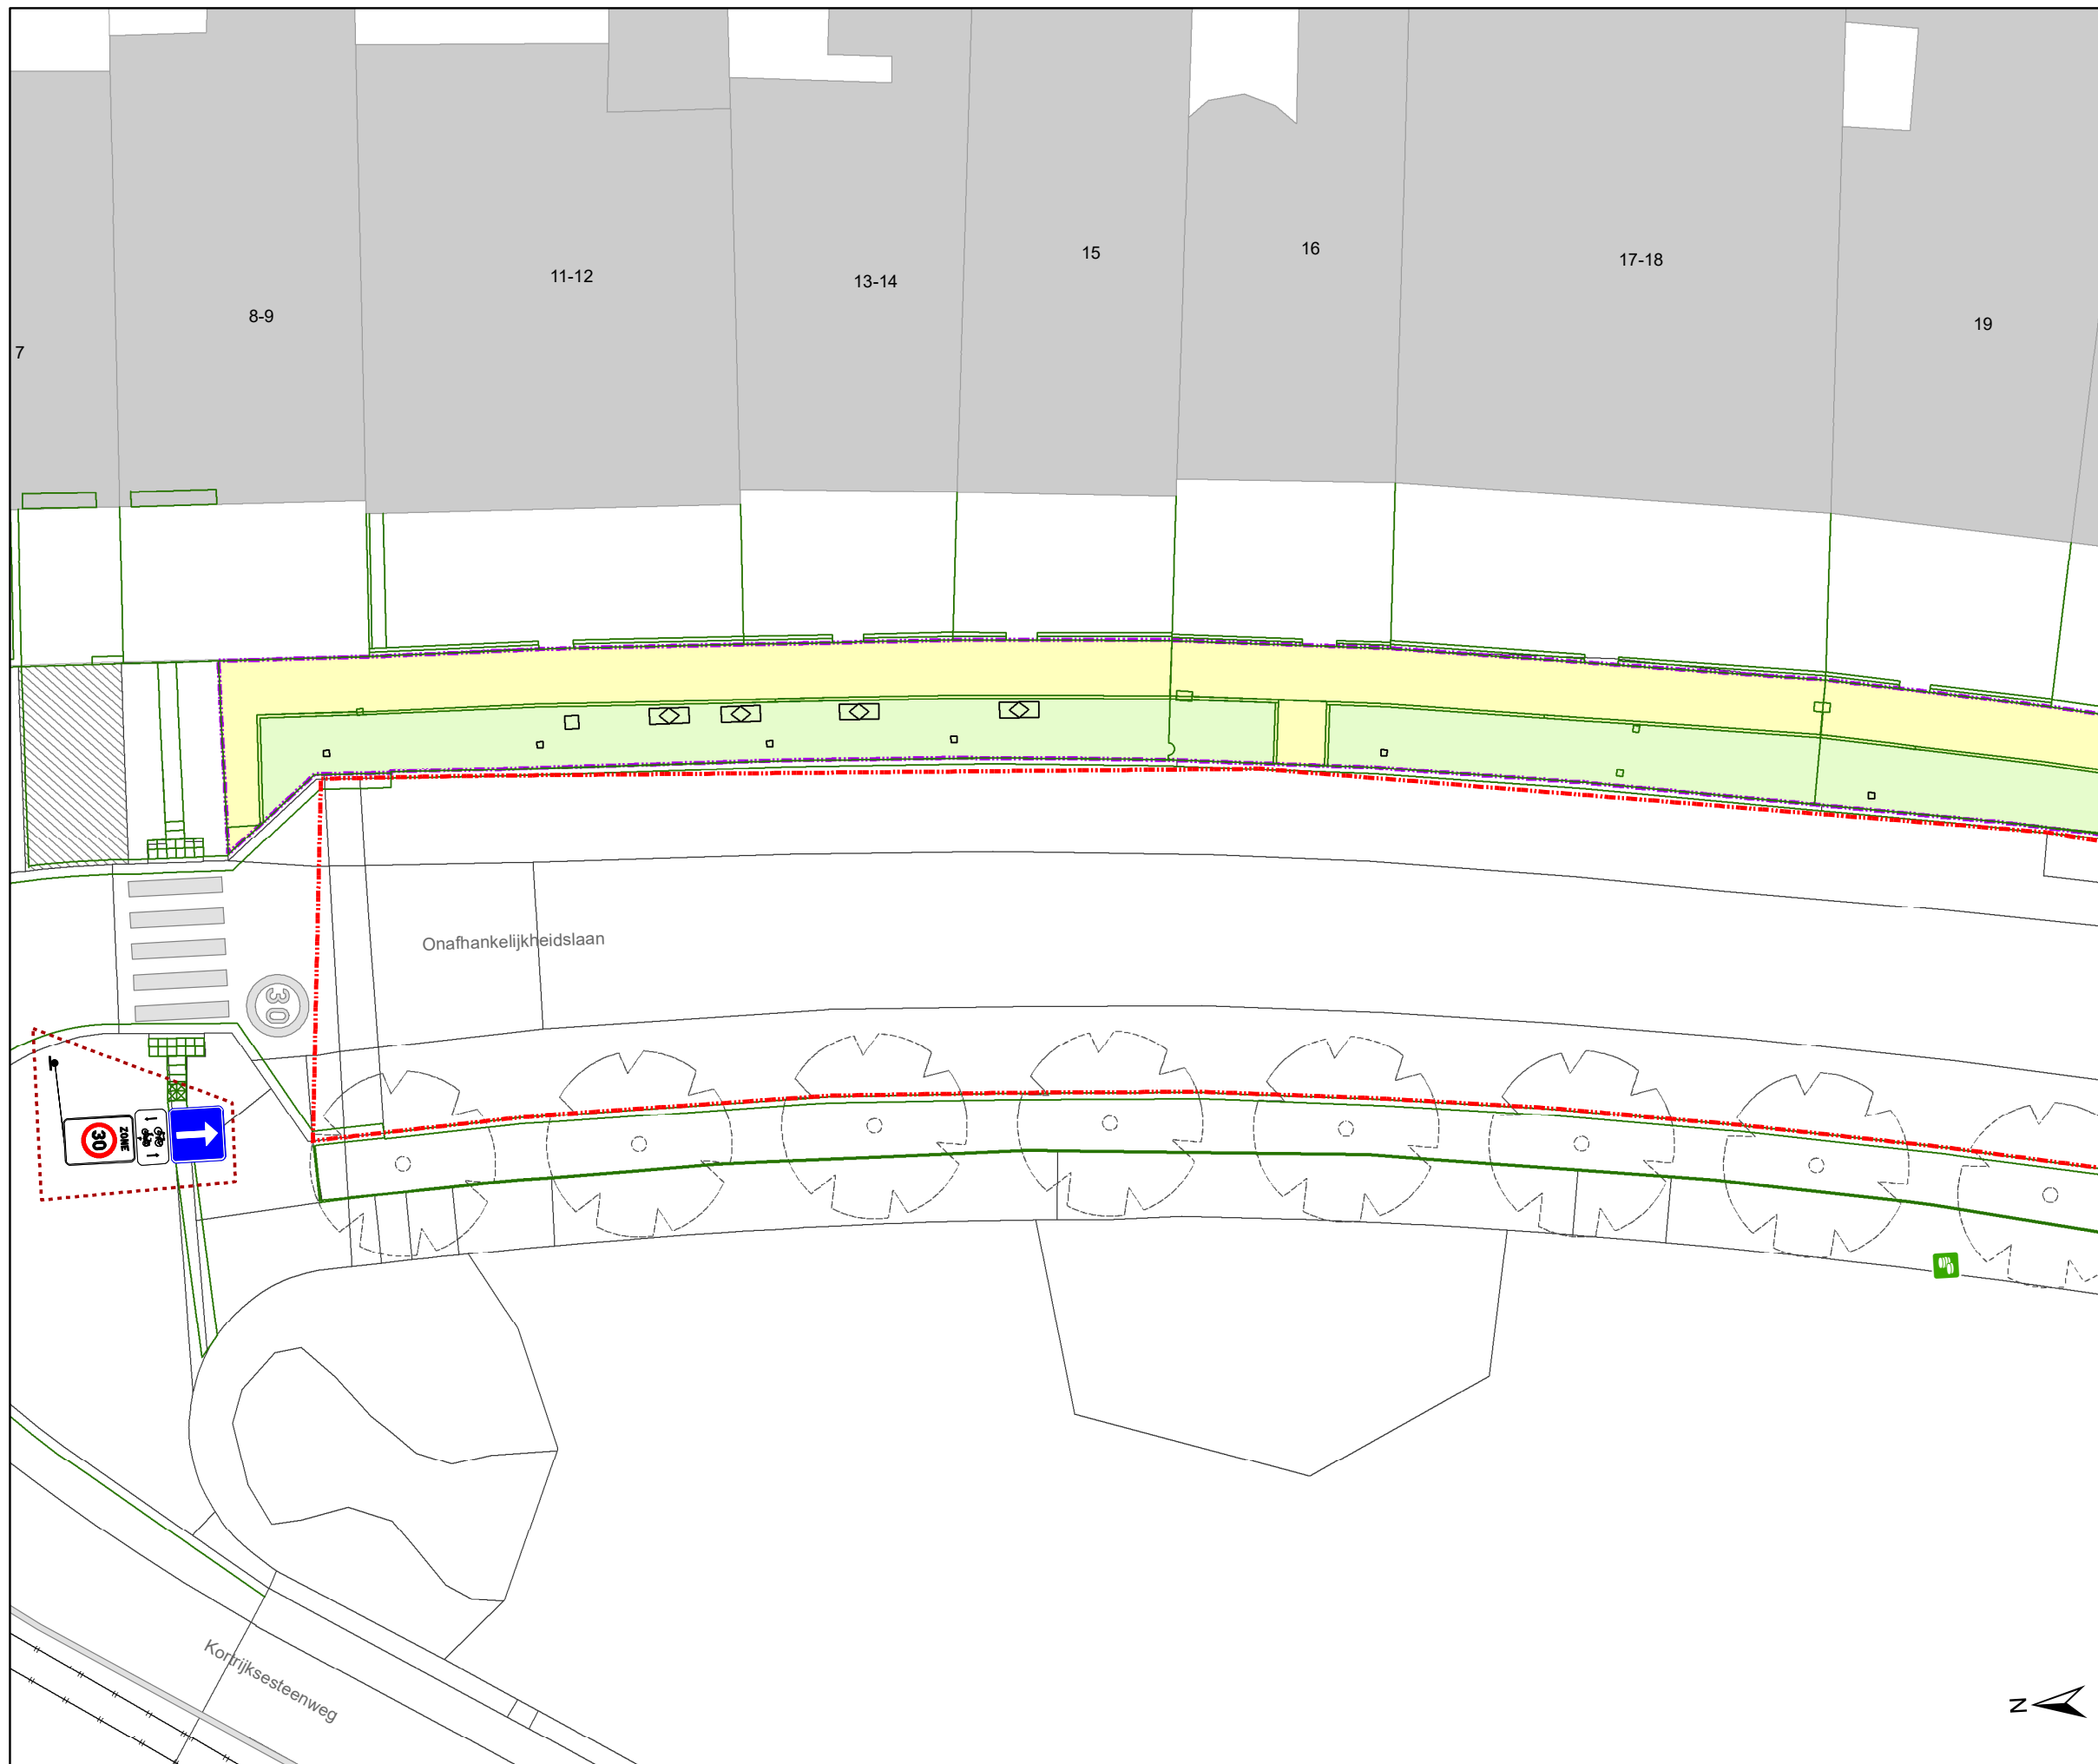 15
16
17-18
11-12
13-14
8-9
19
7
Onafhankelijkheidslaan
30
30
ZONE
Kortrijksesteenweg
N